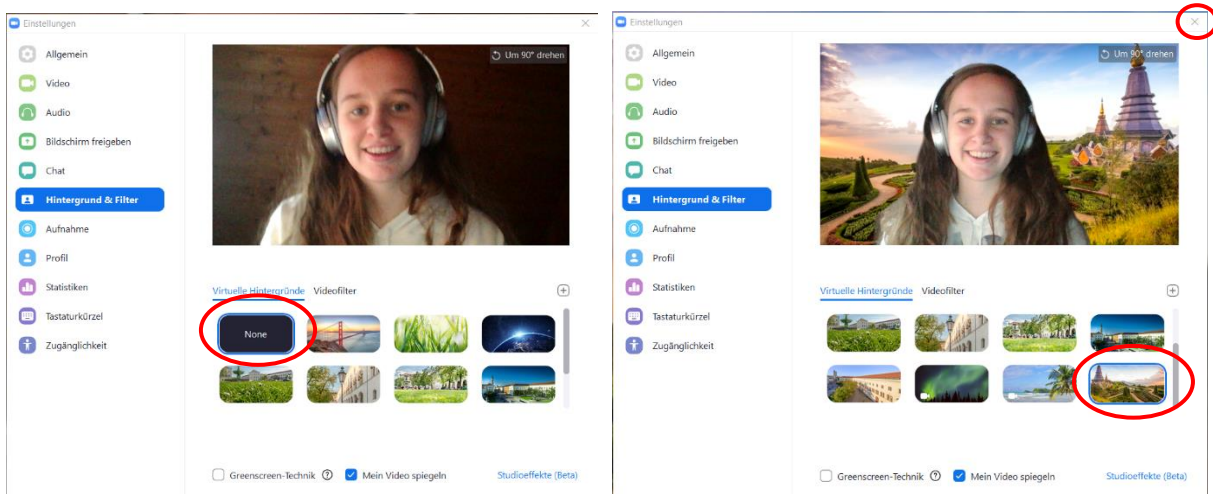 Einstellungen
Um 90° drehen
Allgemein
Video
Audio
Bildschirm freigeben
Chat
Hintergrund & Filter
Aufnahme
Profil
Statistiken
Tastaturkürzel
Zugänglichkeit
Virtuelle Hintergründe Videofilter
None
Greenscreen-Technik Mein Video spiegeln Studioeffekte (Beta)
Einstellungen
Um 90° drehen
Allgemein
Video
Audio
Bildschirm freigeben
Chat
Hintergrund & Filter
Aufnahme
Profil
Statistiken
Tastaturkürzel
Zugänglichkeit
Virtuelle Hintergründe Videofilter
Greenscreen-Technik Mein Video spiegeln Studioeffekte (Beta)